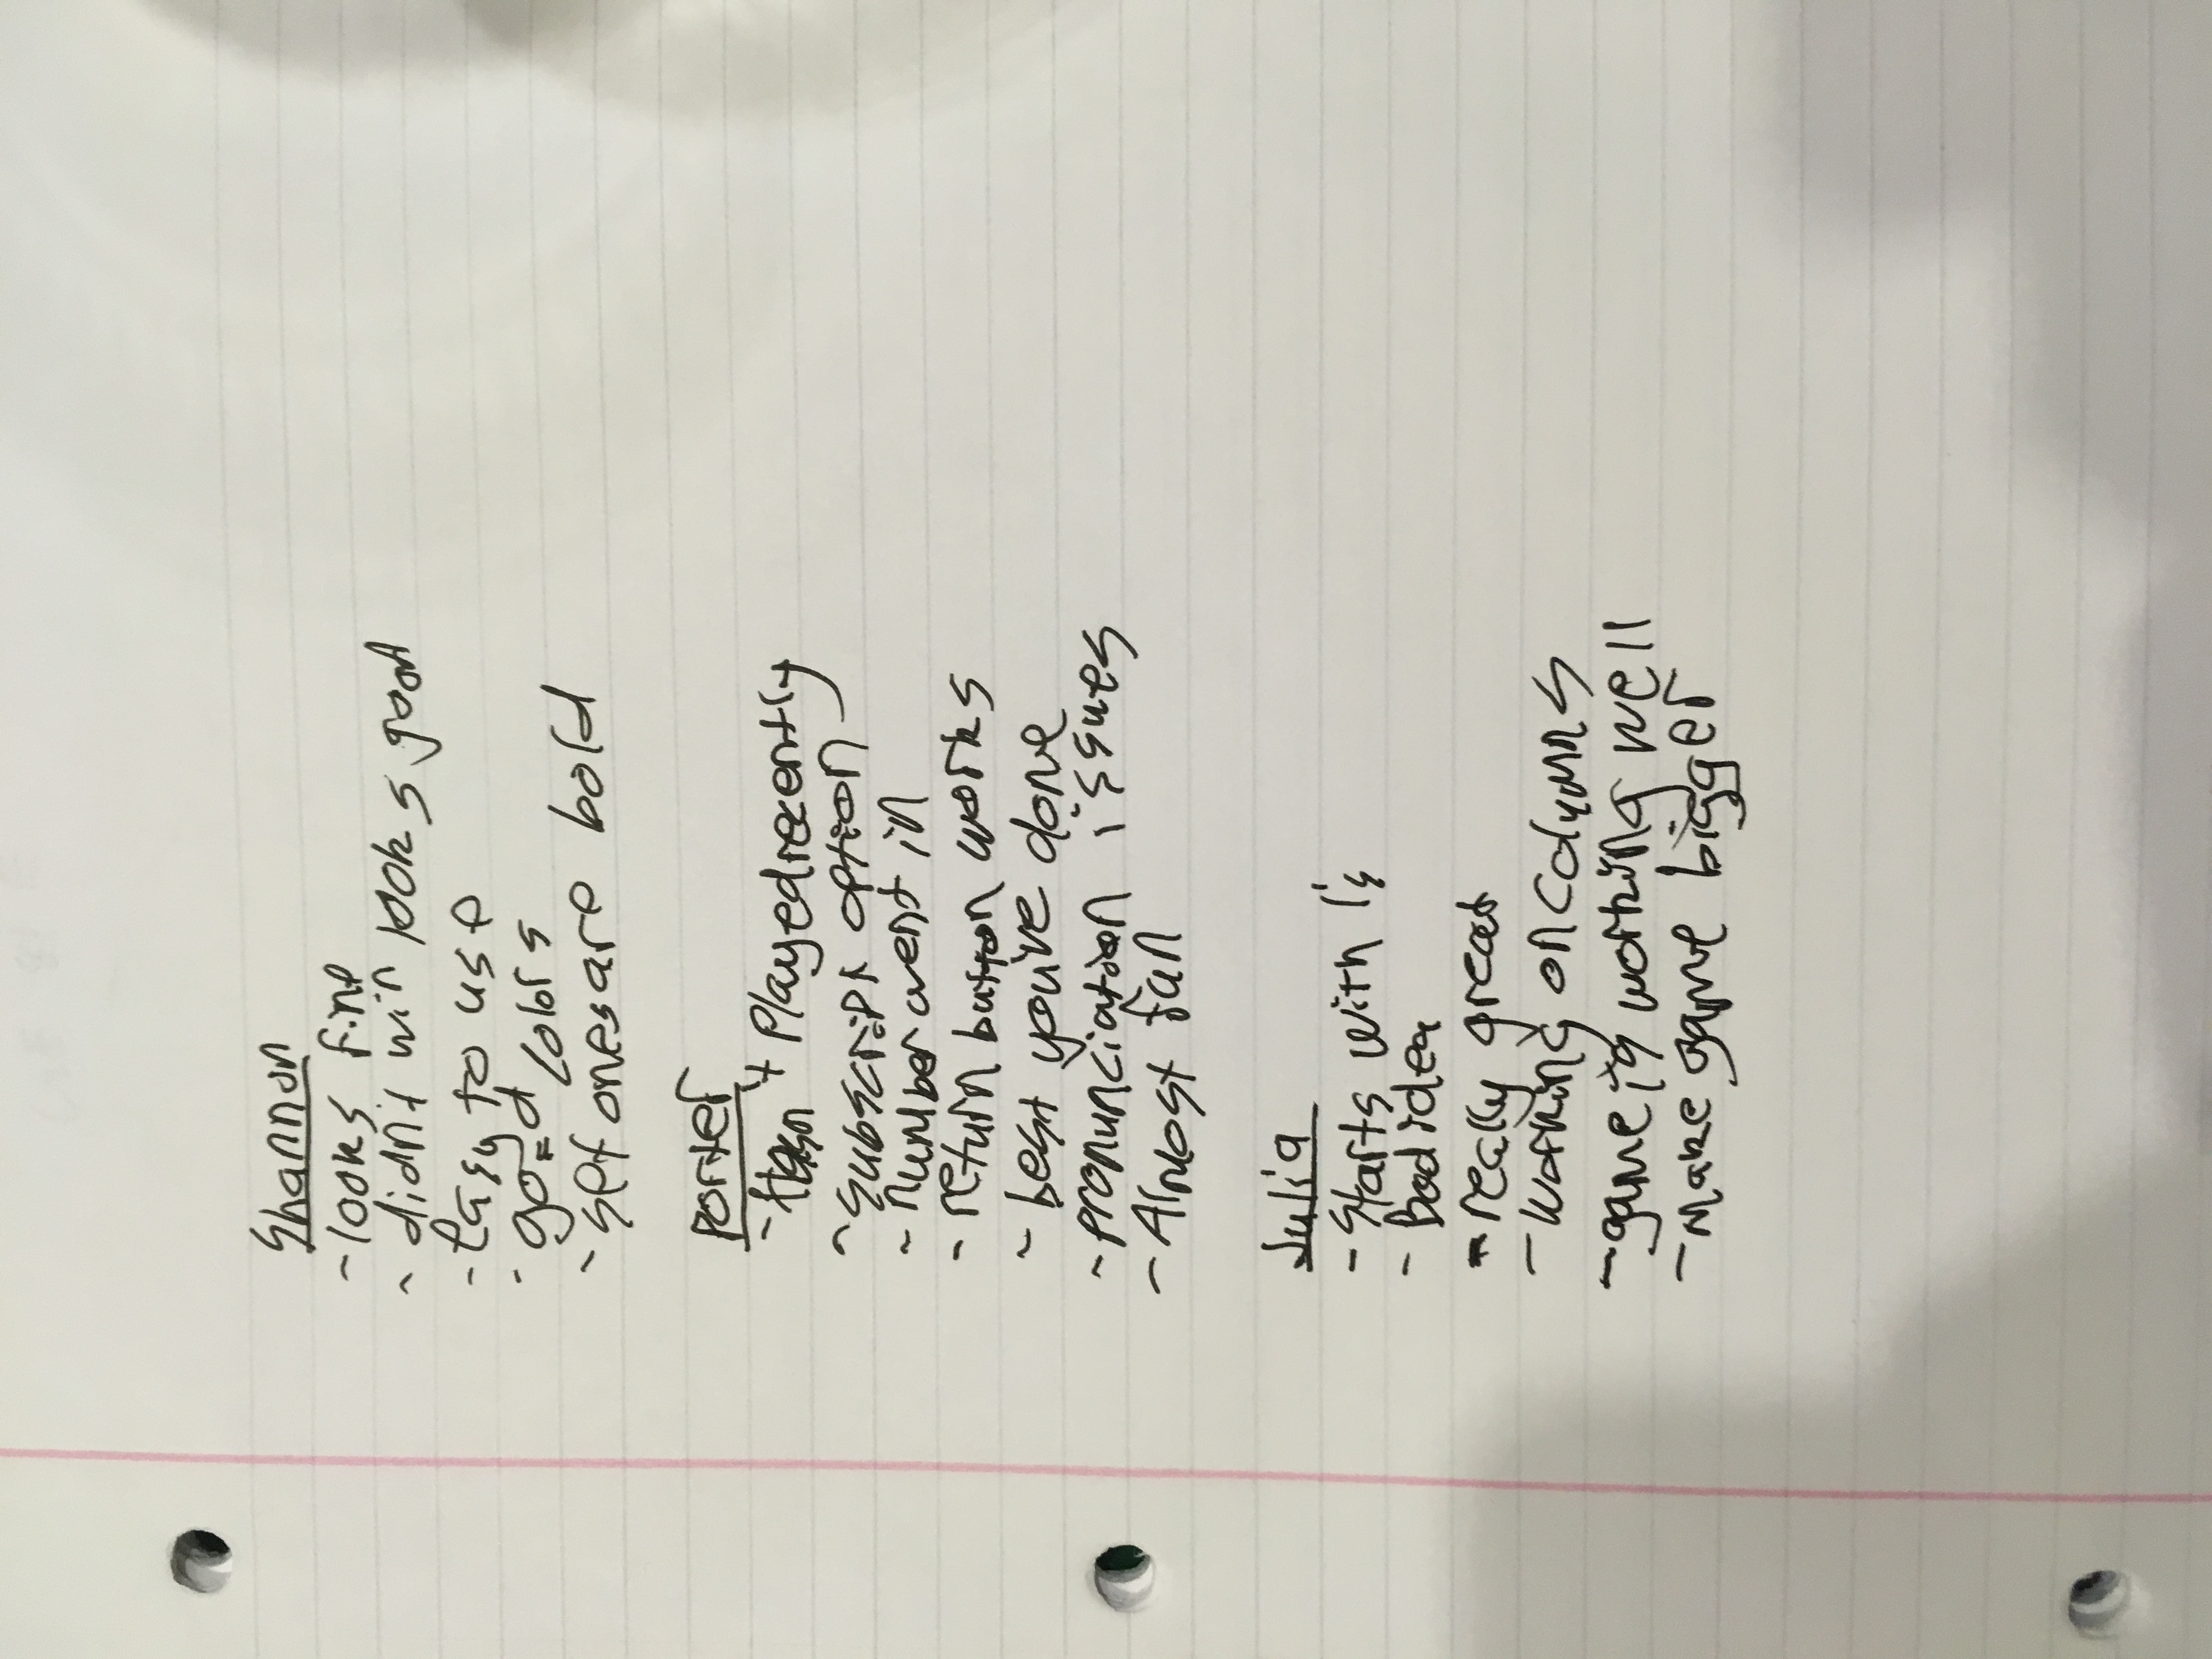 Shannon
- looks fine
- didn't win looks good
- easy to use
- good colors
- set ones are bold
Porter
- Hasn't Played recently
- subscript option
- number went in
- return button works
- best you've done
- pronunciation issues
- Almost fun
Julia
- Starts with 1's
- Bad idea
- really great
- working on columns
- game is working well
- make game bigger